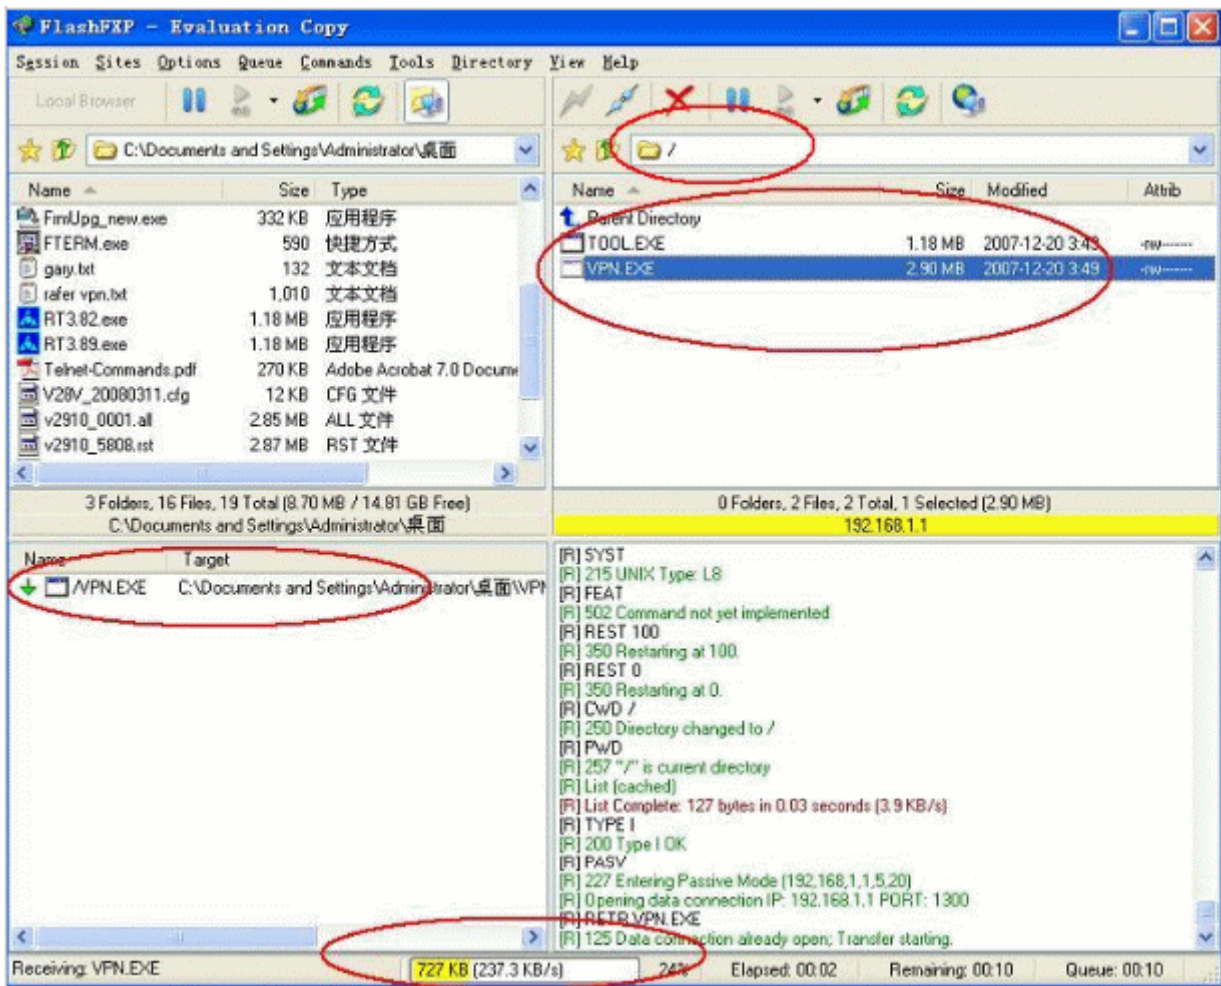 FlashFXP - Evaluation Copy
Session Sites Options Queue Commands Tools Directory View Help
Local Browser
C:\Documents and Settings\Administrator\桌面
/
Name Size Type
FmUpg_new.exe 332 KB 应用程序
FTERM.exe 590 快捷方式
gary.txt 132 文本文档
rafer vpn.txt 1,010 文本文档
RT3.82.exe 1.18 MB 应用程序
RT3.89.exe 1.18 MB 应用程序
Telnet-Commands.pdf 270 KB Adobe Acrobat 7.0 Docume
V28V_20080311.cfg 12 KB CFG 文件
v2910_0001.all 2.85 MB ALL 文件
v2910_5808.rst 2.87 MB RST 文件
3 Folders, 16 Files, 19 Total (8.70 MB / 14.81 GB Free)
C:\Documents and Settings\Administrator\桌面
Name Size Modified Attrib
Parent Directory
TOOL.EXE 1.18 MB 2007-12-20 3:49 -rw-------
VPN.EXE 2.90 MB 2007-12-20 3:49 -rw-------
0 Folders, 2 Files, 2 Total, 1 Selected (2.90 MB)
192.168.1.1
Name Target
/VPN.EXE C:\Documents and Settings\Administrator\桌面\VPN
[R] SYST
[R] 215 UNIX Type: L8
[R] FEAT
[R] 502 Command not yet implemented
[R] REST 100
[R] 350 Restarting at 100.
[R] REST 0
[R] 350 Restarting at 0.
[R] CWD /
[R] 250 Directory changed to /
[R] PWD
[R] 257 "/" is current directory
[R] List (cached)
[R] List Complete: 127 bytes in 0.03 seconds (3.9 KB/s)
[R] TYPE I
[R] 200 Type I OK
[R] PASV
[R] 227 Entering Passive Mode (192,168,1,1,5,20)
[R] Opening data connection IP: 192.168.1.1 PORT: 1300
[R] RETR VPN.EXE
[R] 125 Data connection already open; Transfer starting.
Receiving: VPN.EXE 727 KB (237.3 KB/s) 24% Elapsed: 00:02 Remaining: 00:10 Queue: 00:10